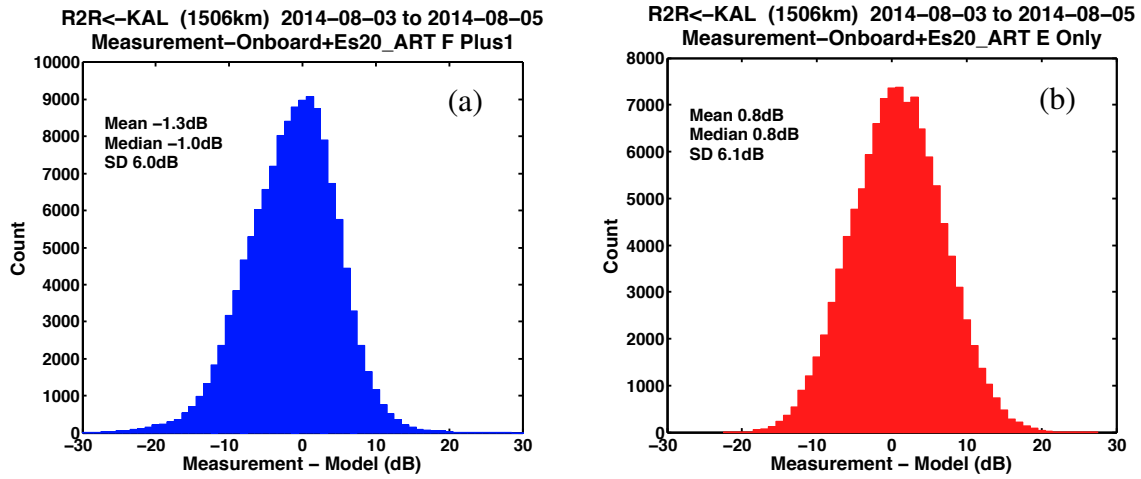 R2R<−KAL (1506km) 2014−08−03 to 2014−08−05
Measurement−Onboard+Es20_ART F Plus1
10000
9000
8000
7000
6000
5000
4000
3000
2000
1000
0
Count
(a)
Mean −1.3dB
Median −1.0dB
SD 6.0dB
−30 −20 −10 0 10 20 30
Measurement − Model (dB)
R2R<−KAL (1506km) 2014−08−03 to 2014−08−05
Measurement−Onboard+Es20_ART E Only
8000
7000
6000
5000
4000
3000
2000
1000
0
Count
(b)
Mean 0.8dB
Median 0.8dB
SD 6.1dB
−30 −20 −10 0 10 20 30
Measurement − Model (dB)